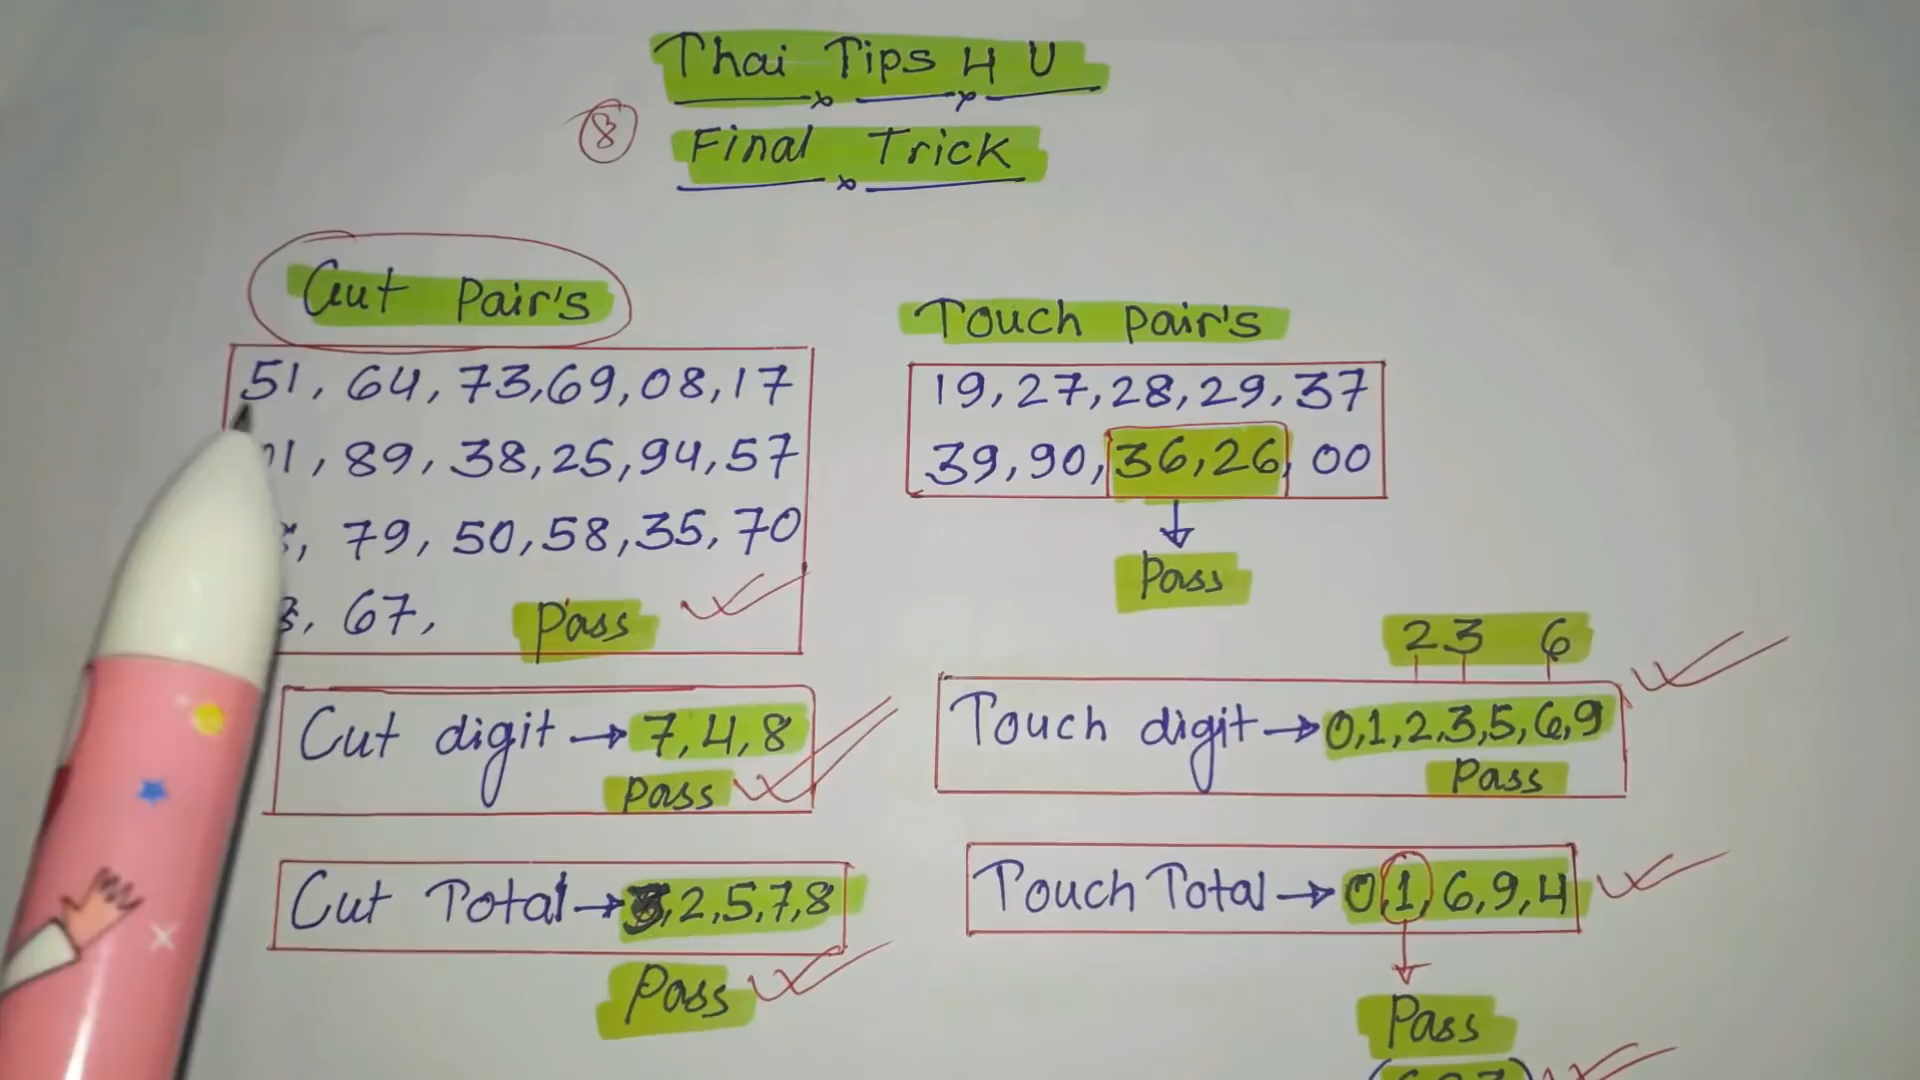 Thai Tips 4 U
8
Final Trick
Cut Pair's
51, 64, 73, 69, 08, 17
1, 89, 38, 25, 94, 57
, 79, 50, 58, 35, 70
, 67,
Pass
Touch pair's
19, 27, 28, 29, 37
39, 90, 36, 26, 00
Pass
Cut digit → 7, 4, 8
Pass
2 3 6
Touch digit → 0, 1, 2, 3, 5, 6, 9
Pass
Cut Total → , 2, 5, 7, 8
Pass
Touch Total → 0, 1, 6, 9, 4
Pass